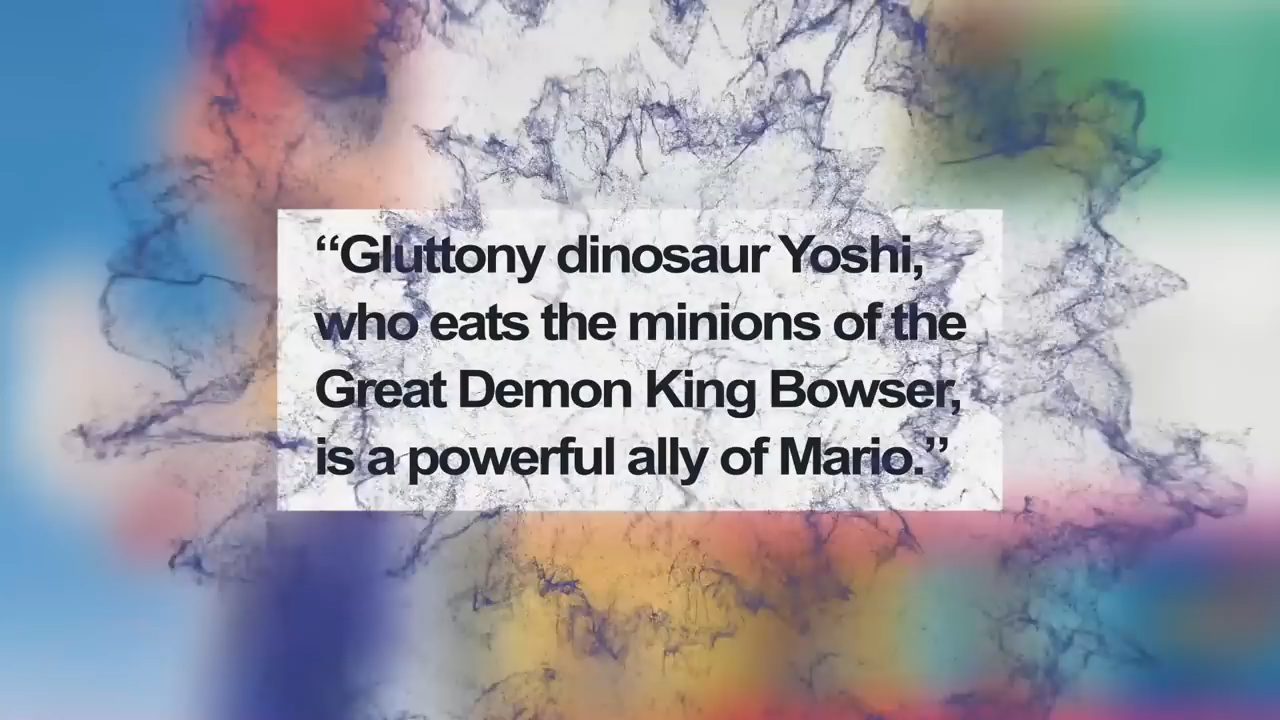 “Gluttony dinosaur Yoshi,
who eats the minions of the
Great Demon King Bowser,
is a powerful ally of Mario.”